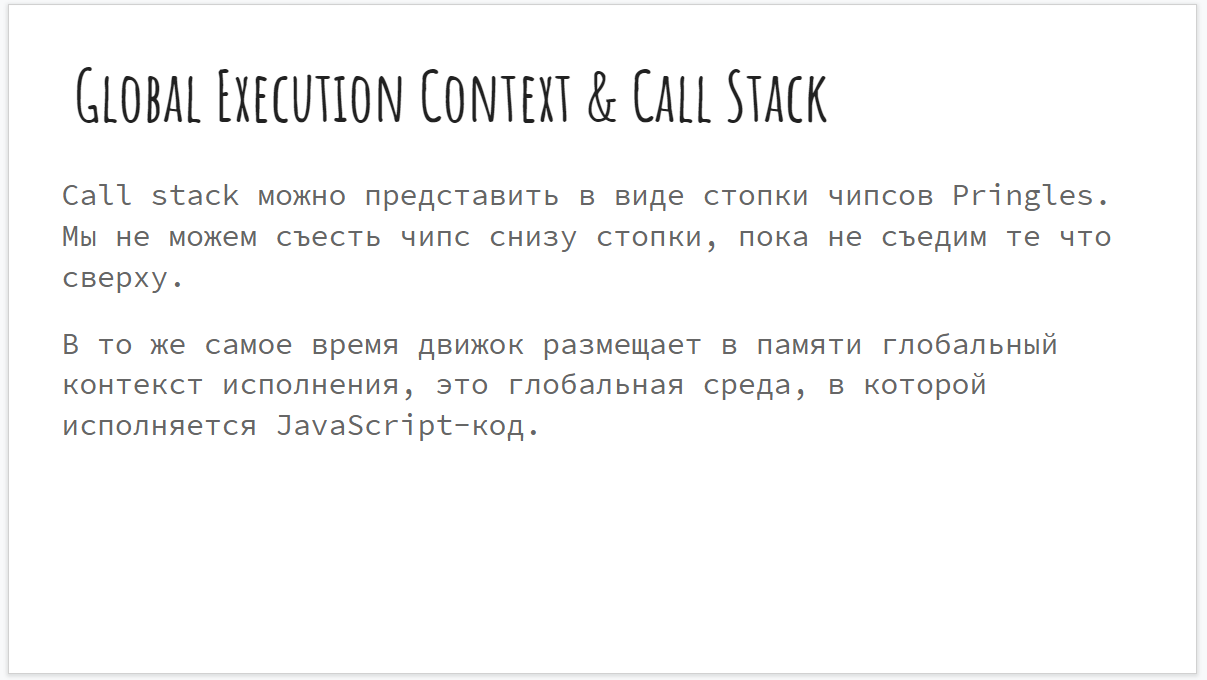 Global Execution Context & Call Stack
Call stack можно представить в виде стопки чипсов Pringles.
Мы не можем съесть чипс снизу стопки, пока не съедим те что
сверху.
В то же самое время движок размещает в памяти глобальный
контекст исполнения, это глобальная среда, в которой
исполняется JavaScript-код.